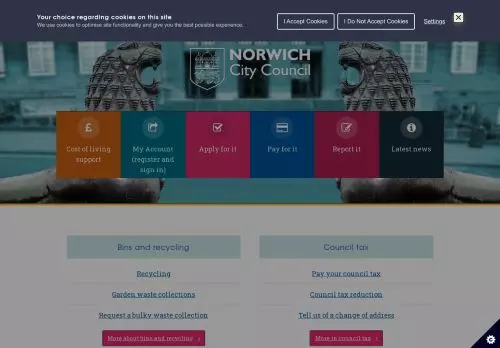 Your choice regarding cookies on this site
We use cookies to optimise site functionality and give you the best possible experience.
I Accept Cookies
I Do Not Accept Cookies
Settings
NORWICH
City Council
£
Cost of living
support
My Account
(register and
sign in)
Apply for it
Pay for it
Report it
Latest news
Bins and recycling
Recycling
Garden waste collections
Request a bulky waste collection
More about bins and recycling
Council tax
Pay your council tax
Council tax reduction
Tell us of a change of address
More in council tax